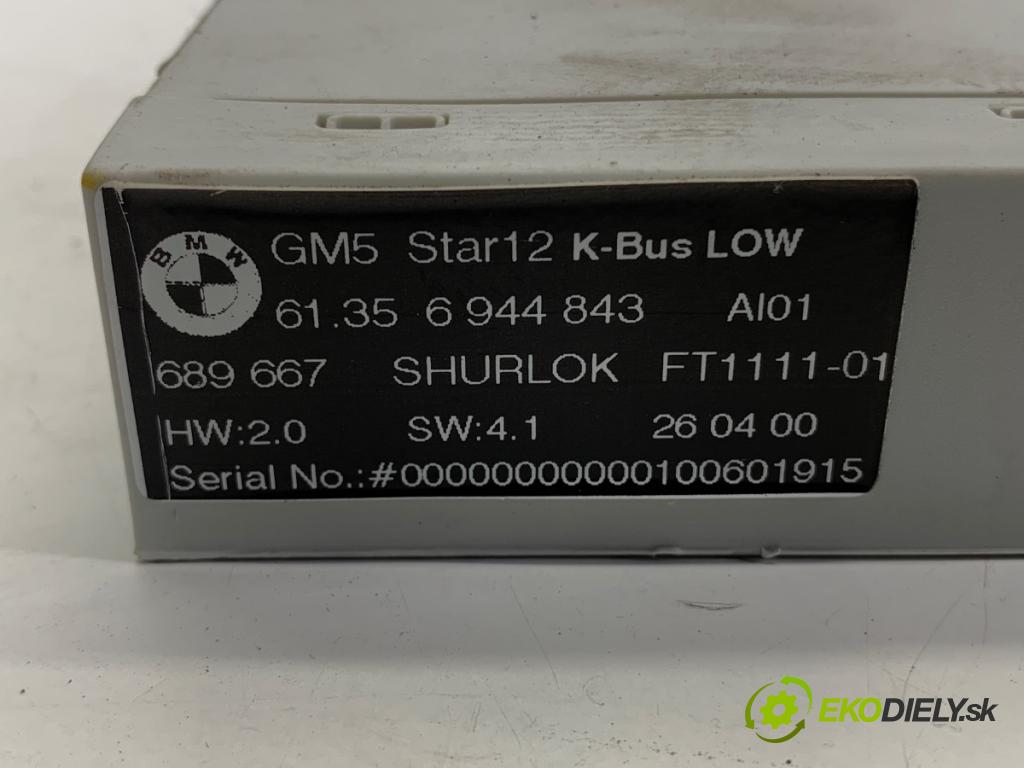 BMW
GM5 Star12 K-Bus LOW
61.35 6 944 843 AI01
689 667 SHURLOK FT1111-01
HW:2.0 SW:4.1 26 04 00
Serial No.:#00000000000100601915
EKODIELY.sk